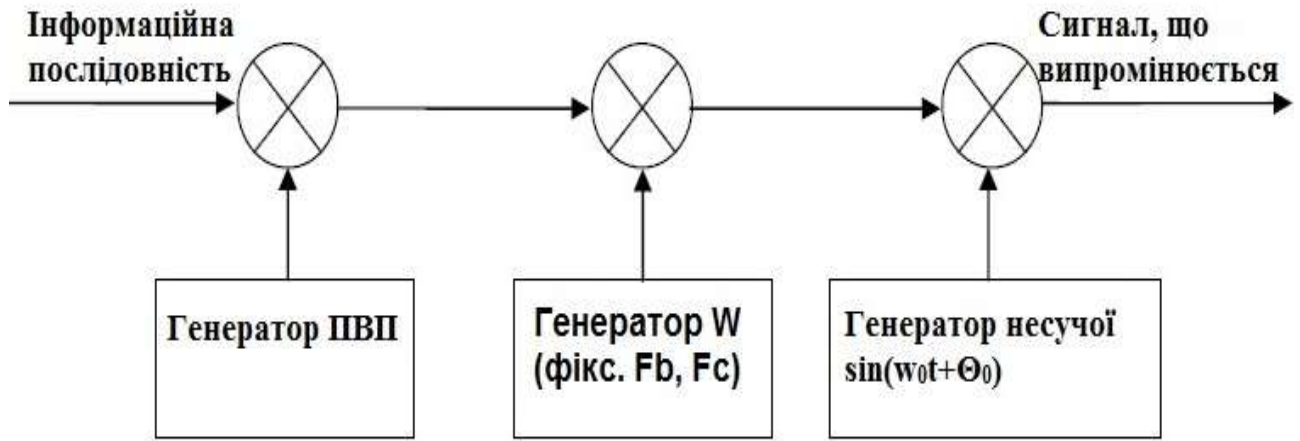 Інформаційна
послідовність
Сигнал, що
випромінюється
Генератор ПВП
Генератор W
(фікс. Fb, Fc)
Генератор несучої
sin(w₀t+Θ₀)